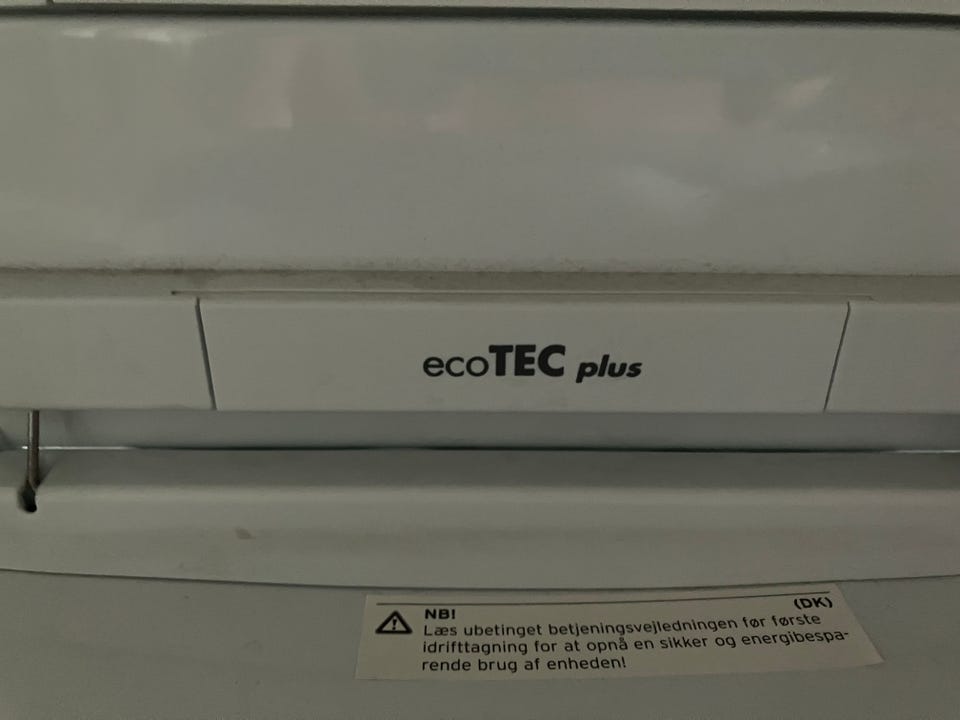 ecoTEC plus
NB!
(DK)
Læs ubetinget betjeningsvejledningen før første
idrifttagning for at opnå en sikker og energibespa-
rende brug af enheden!